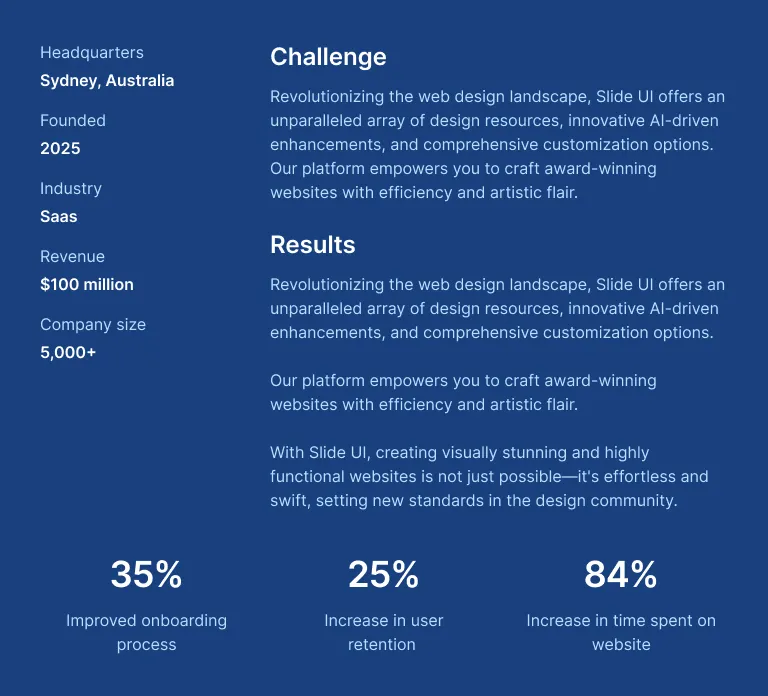 Headquarters
Sydney, Australia
Founded
2025
Industry
Saas
Revenue
$100 million
Company size
5,000+
Challenge
Revolutionizing the web design landscape, Slide UI offers an
unparalleled array of design resources, innovative AI-driven
enhancements, and comprehensive customization options.
Our platform empowers you to craft award-winning
websites with efficiency and artistic flair.
Results
Revolutionizing the web design landscape, Slide UI offers an
unparalleled array of design resources, innovative AI-driven
enhancements, and comprehensive customization options.
Our platform empowers you to craft award-winning
websites with efficiency and artistic flair.
With Slide UI, creating visually stunning and highly
functional websites is not just possible—it's effortless and
swift, setting new standards in the design community.
35%
Improved onboarding
process
25%
Increase in user
retention
84%
Increase in time spent on
website